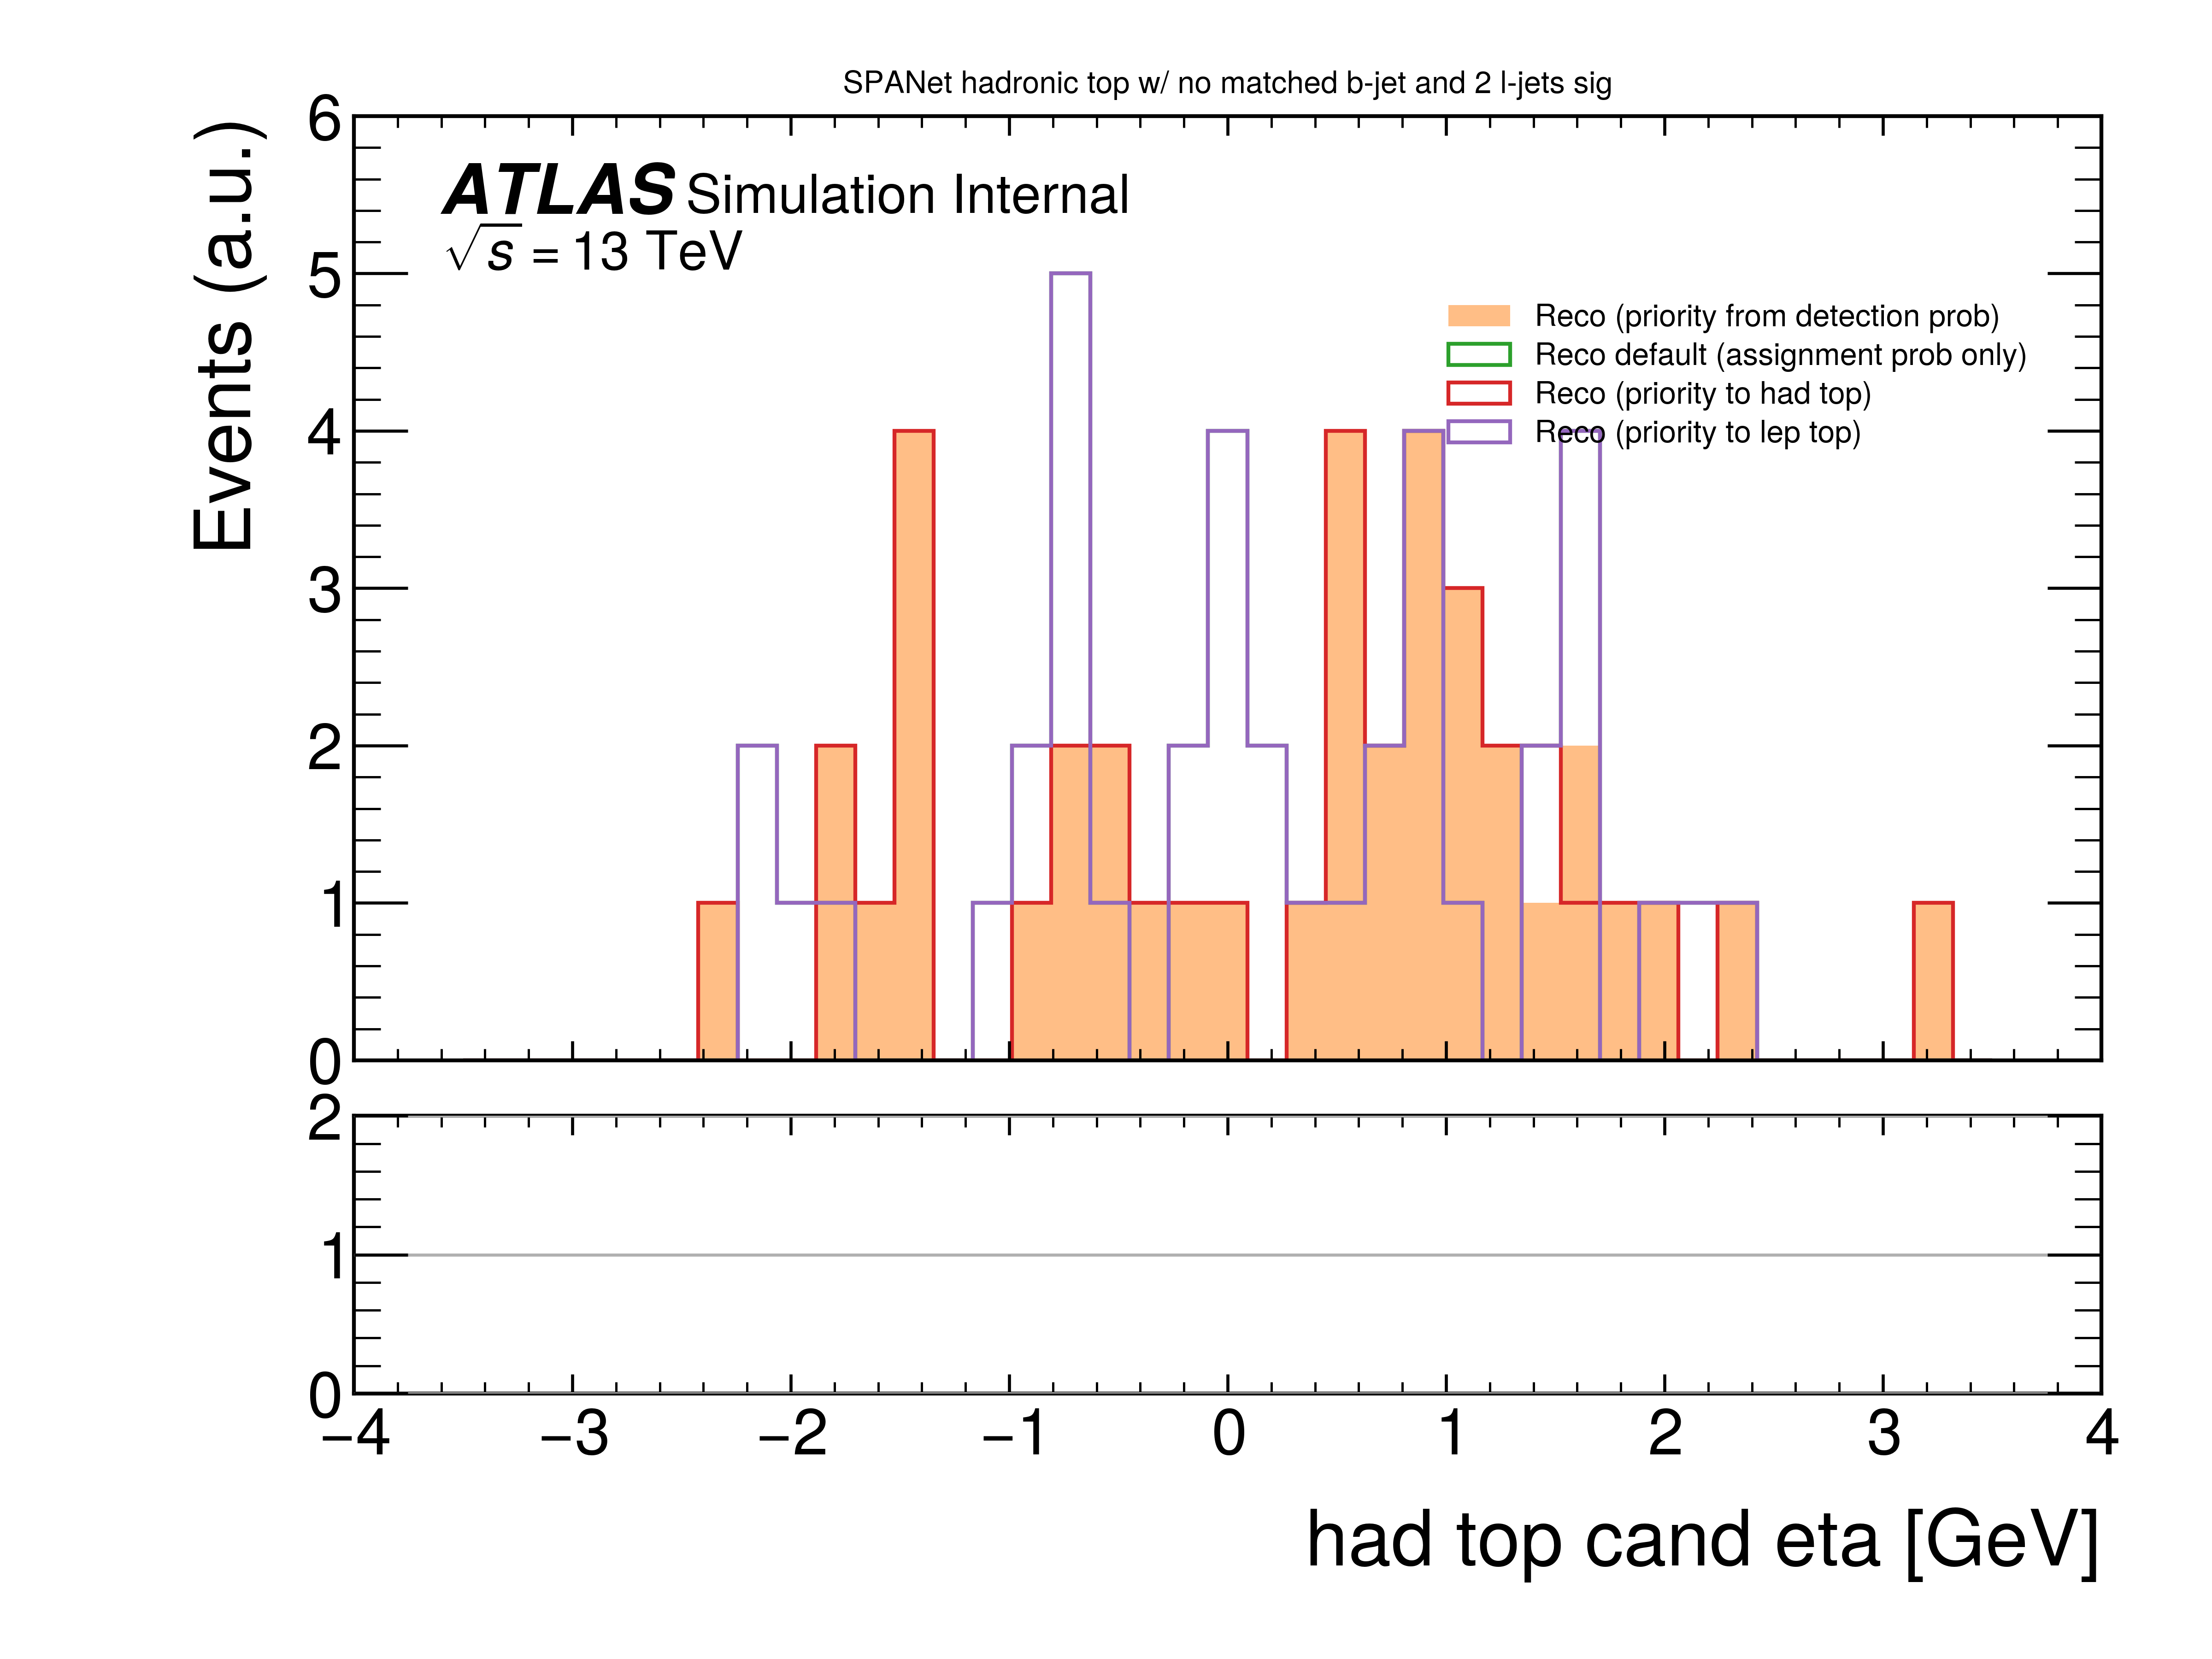 SPANet hadronic top w/ no matched b-jet and 2 l-jets sig
Events (a.u.)
6
5
4
3
2
1
0
ATLAS Simulation Internal
√s = 13 TeV
Reco (priority from detection prob)
Reco default (assignment prob only)
Reco (priority to had top)
Reco (priority to lep top)
2
1
0
−4 −3 −2 −1 0 1 2 3 4
had top cand eta [GeV]